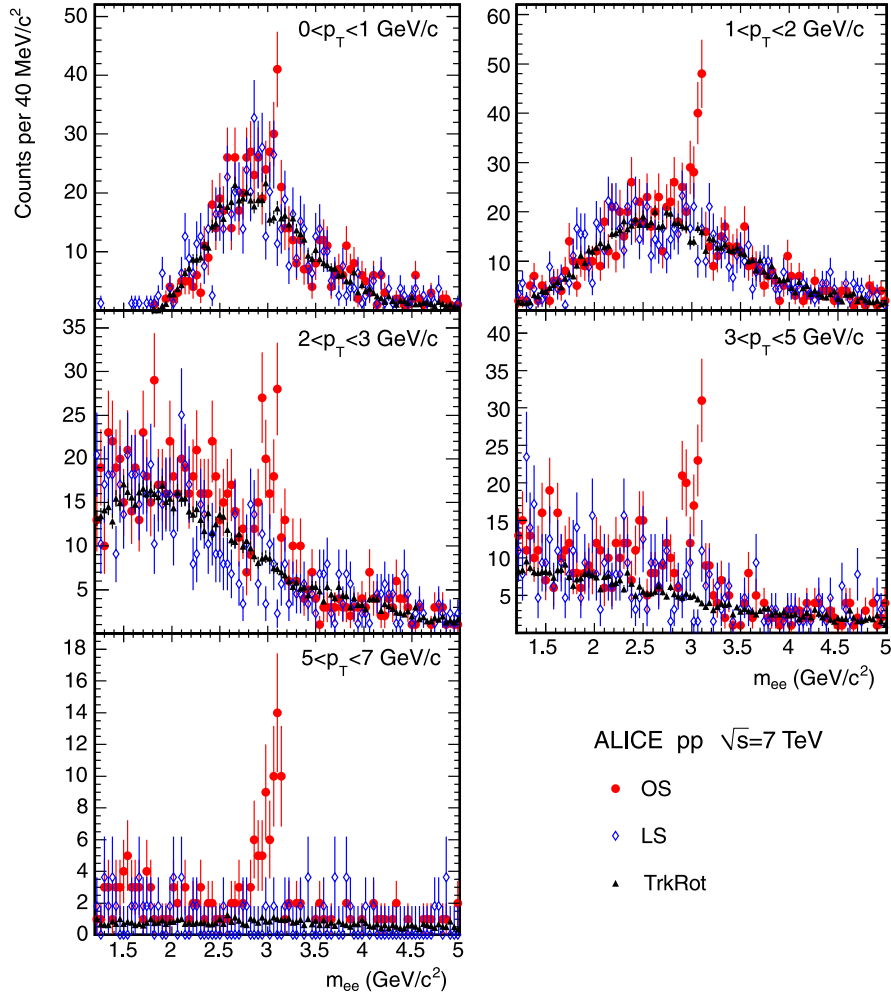 Counts per 40 MeV/c²
0<p_T<1 GeV/c
50
40
30
20
10
1<p_T<2 GeV/c
60
50
40
30
20
10
0
2<p_T<3 GeV/c
35
30
25
20
15
10
5
3<p_T<5 GeV/c
40
35
30
25
20
15
10
5
1.5 2 2.5 3 3.5 4 4.5 5
m_ee (GeV/c²)
5<p_T<7 GeV/c
18
16
14
12
10
8
6
4
2
0
1.5 2 2.5 3 3.5 4 4.5 5
m_ee (GeV/c²)
ALICE pp √s=7 TeV
OS
LS
TrkRot